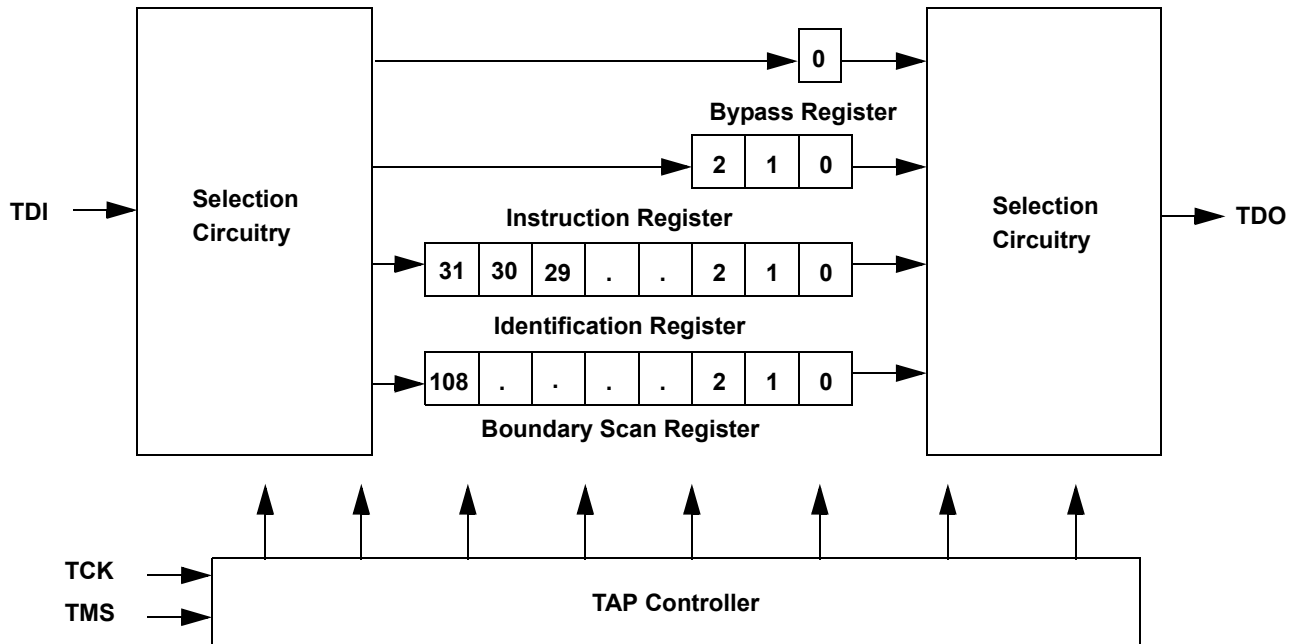 0
Bypass Register
2 1 0
TDI
Selection
Circuitry
Selection
Circuitry
TDO
Instruction Register
31 30 29 . . 2 1 0
Identification Register
108 . . . . 2 1 0
Boundary Scan Register
TCK
TMS
TAP Controller